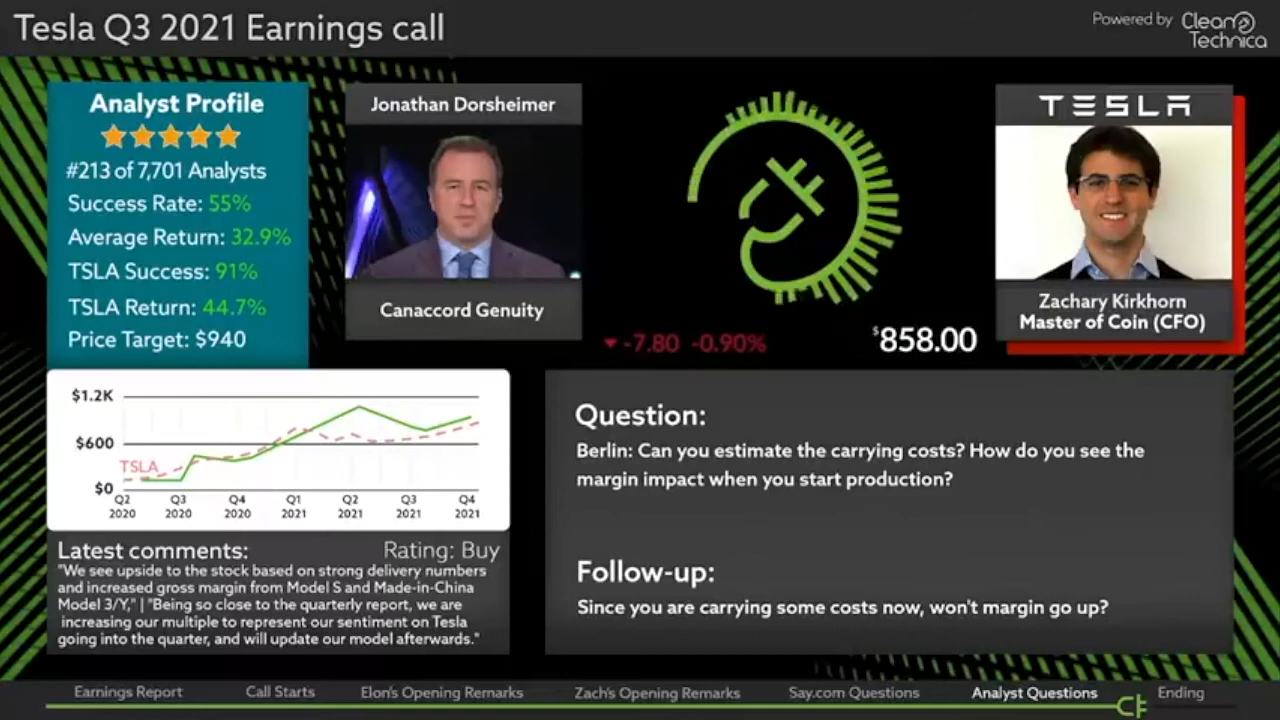 Tesla Q3 2021 Earnings call
Powered by
Clean
Technica
Analyst Profile
#213 of 7,701 Analysts
Success Rate: 55%
Average Return: 32.9%
TSLA Success: 91%
TSLA Return: 44.7%
Price Target: $940
Jonathan Dorsheimer
Canaccord Genuity
-7.80 -0.90%
$858.00
TESLA
Zachary Kirkhorn
Master of Coin (CFO)
$1.2K
$600
$0
TSLA
Q2 Q3 Q4 Q1 Q2 Q3 Q4
2020 2020 2020 2021 2021 2021 2021
Latest comments:
Rating: Buy
"We see upside to the stock based on strong delivery numbers
and increased gross margin from Model S and Made-in-China
Model 3/Y," | "Being so close to the quarterly report, we are
increasing our multiple to represent our sentiment on Tesla
going into the quarter, and will update our model afterwards."
Question:
Berlin: Can you estimate the carrying costs? How do you see the
margin impact when you start production?
Follow-up:
Since you are carrying some costs now, won't margin go up?
Earnings Report Call Starts Elon's Opening Remarks Zach's Opening Remarks Say.com Questions Analyst Questions Ending